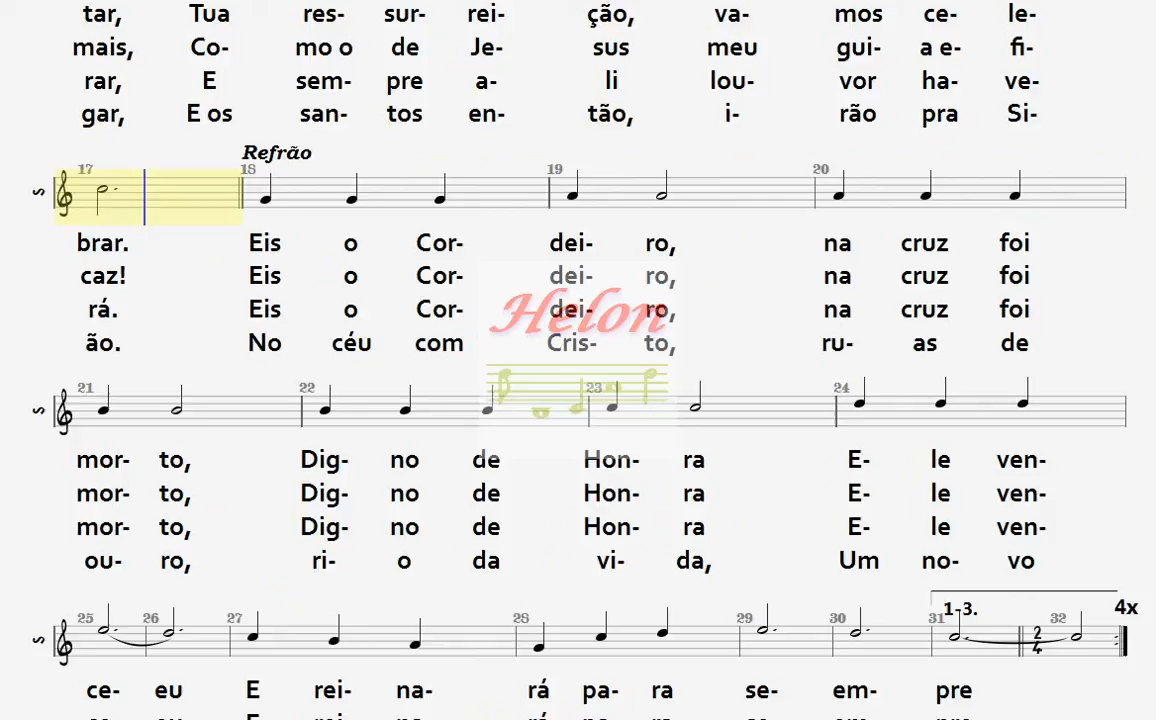 tar, Tua res- sur- rei- ção, va- mos ce- le-
mais, Co- mo o de Je- sus meu gui- a e- fi-
rar, E sem- pre a- li lou- vor ha- ve-
gar, E os san- tos en- tão, i- rão pra Si-
Refrão
17 18 19 20
S
brar. Eis o Cor- dei- ro, na cruz foi
caz! Eis o Cor- dei- ro, na cruz foi
rá. Eis o Cor- dei- ro, na cruz foi
ão. No céu com Cris- to, ru- as de
Helon
21 22 23 24
S
mor- to, Dig- no de Hon- ra E- le ven-
mor- to, Dig- no de Hon- ra E- le ven-
mor- to, Dig- no de Hon- ra E- le ven-
ou- ro, ri- o da vi- da, Um no- vo
1-3. 4x
25 26 27 28 29 30 31 32
S 2 4
ce- eu E rei- na- rá pa- ra se- em- pre